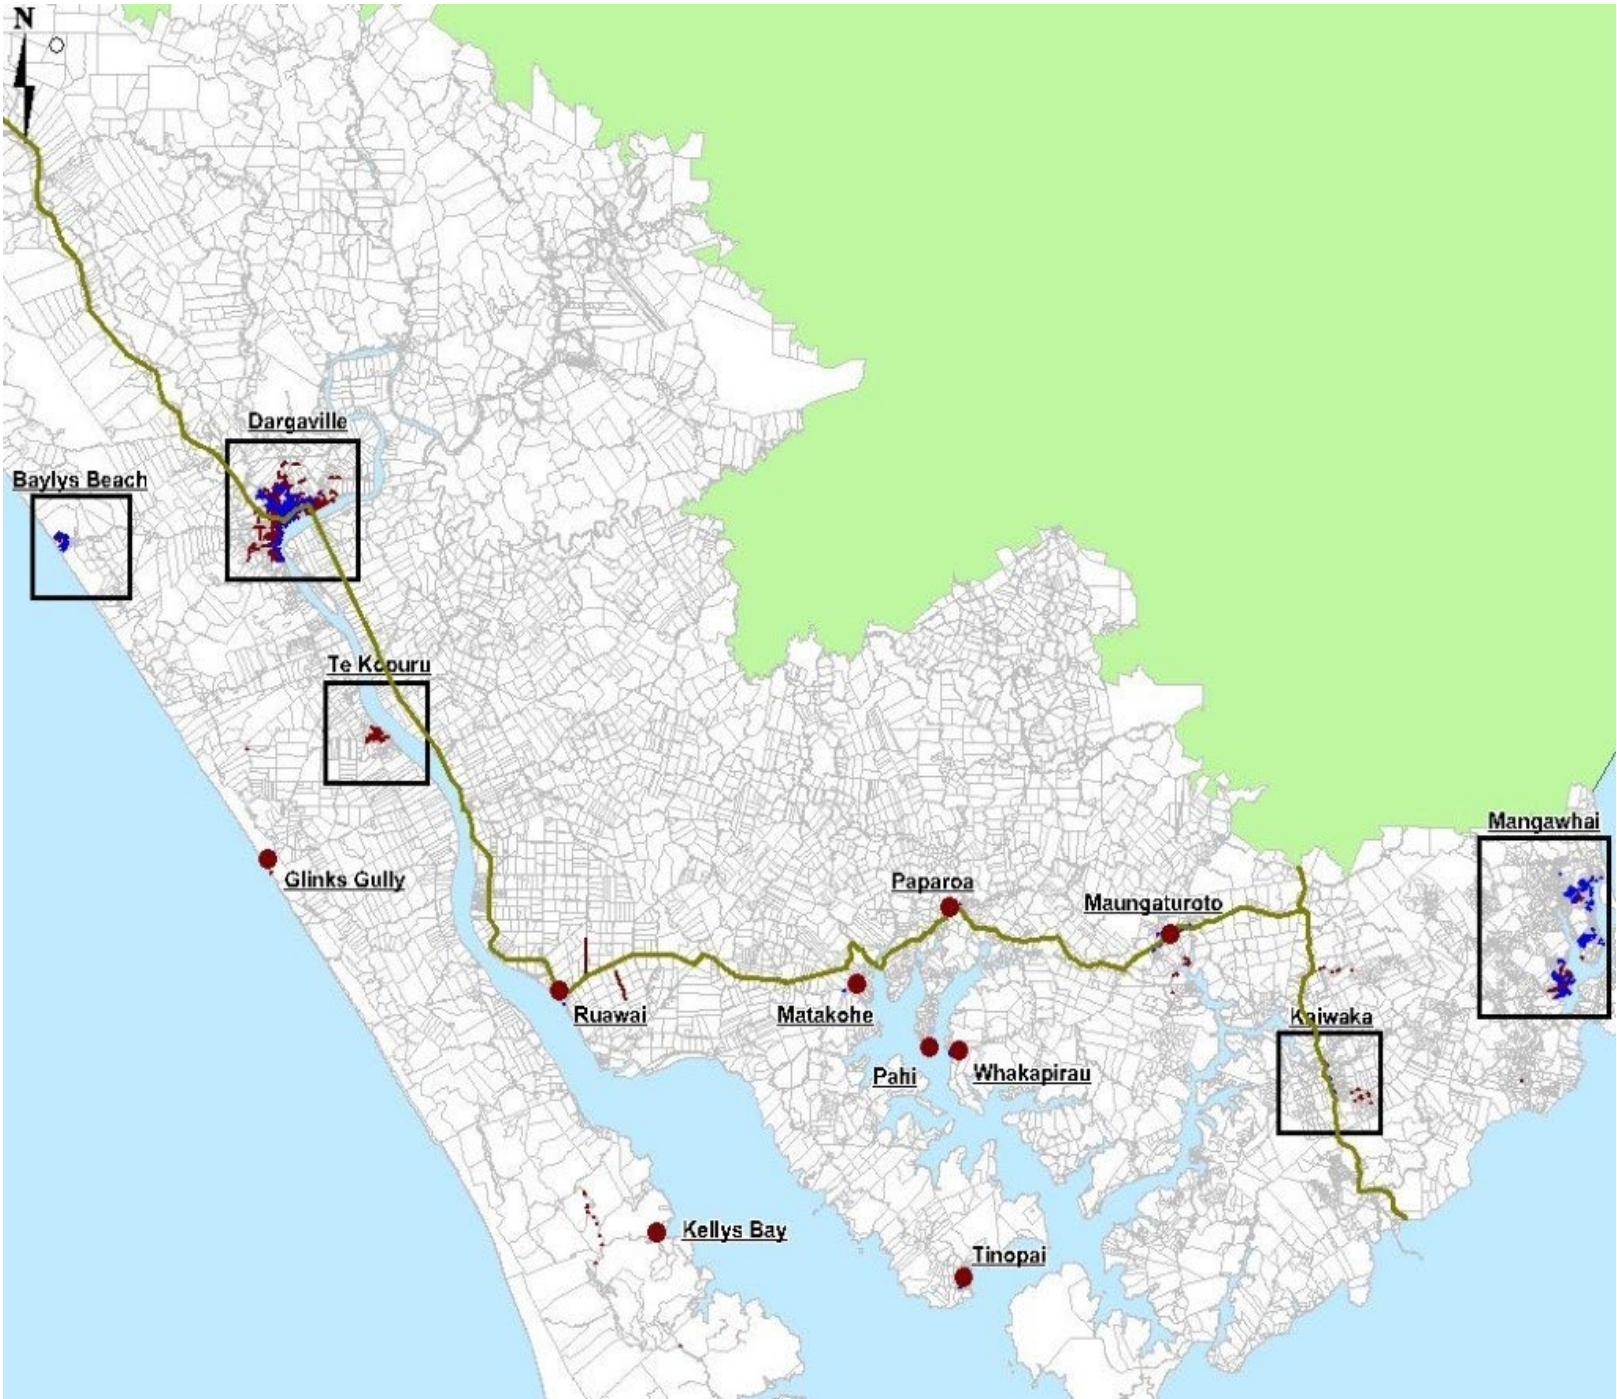 N
Dargaville
Baylys Beach
Te Kopuru
Mangawhai
Glinks Gully
Paparoa
Maungaturoto
Ruawai
Matakohe
Kaiwaka
Pahi
Whakapirau
Kellys Bay
Tinopai